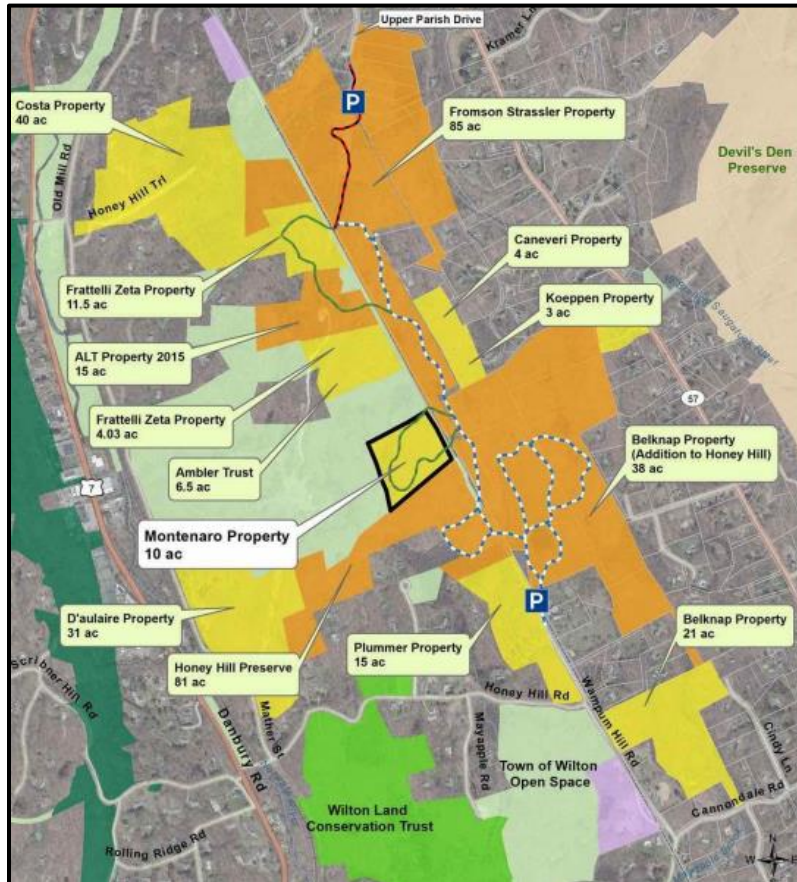 Upper Parish Drive
Kramer Ln
P
Costa Property
40 ac
Fromson Strassler Property
85 ac
Old Mill Rd
Devil's Den
Preserve
Honey Hill Trl
Caneveri Property
4 ac
Frattelli Zeta Property
11.5 ac
Koeppen Property
3 ac
ALT Property 2015
15 ac
57
Frattelli Zeta Property
4.03 ac
Belknap Property
(Addition to Honey Hill)
38 ac
Ambler Trust
6.5 ac
7
Montenaro Property
10 ac
P
D'aulaire Property
31 ac
Belknap Property
21 ac
Plummer Property
15 ac
Honey Hill Preserve
81 ac
Scribner Hill Rd
Honey Hill Rd
Wampum Hill Rd
Mather St
Danbury Rd
Mayapple Rd
Cindy Ln
Town of Wilton
Open Space
Cannondale Rd
Wilton Land
Conservation Trust
Rolling Ridge Rd
N
W
E
S